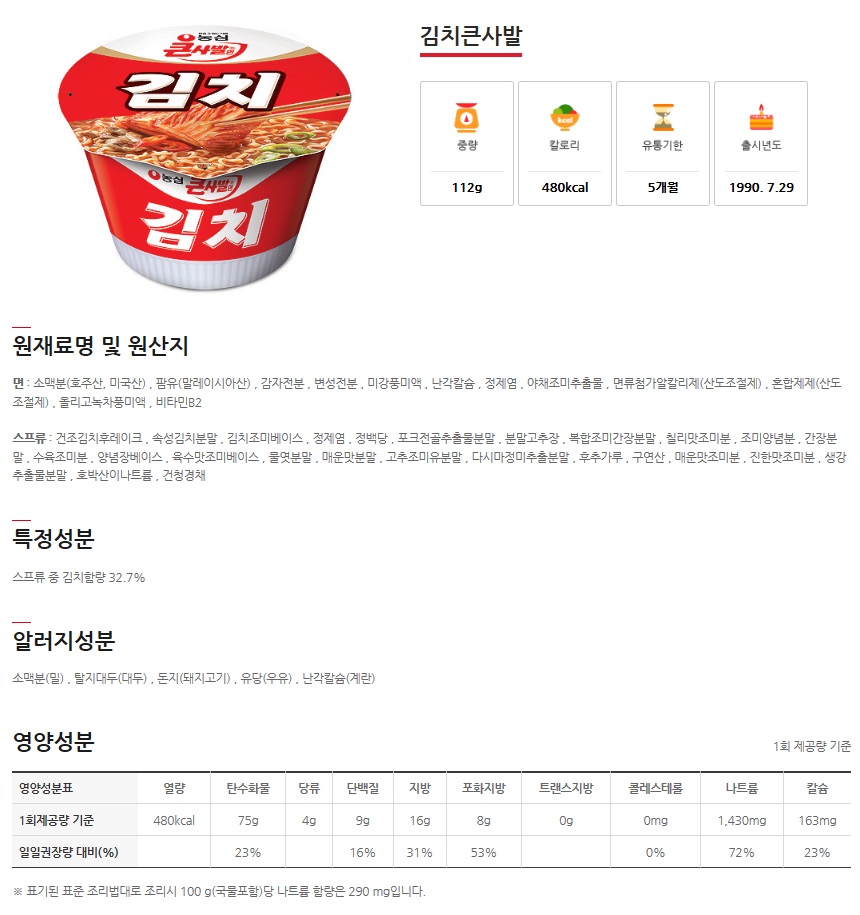 농심
큰사발면
김치
농심 큰사발면
김치
김치큰사발
중량
칼로리
유통기한
출시년도
kcal
112g
480kcal
5개월
1990. 7.29
원재료명 및 원산지
면 : 소맥분(호주산, 미국산) , 팜유(말레이시아산) , 감자전분 , 변성전분 , 미강풍미액 , 난각칼슘 , 정제염 , 야채조미추출물 , 면류첨가알칼리제(산도조절제) , 혼합제제(산도
조절제) , 올리고녹차풍미액 , 비타민B2
스프류 : 건조김치후레이크 , 속성김치분말 , 김치조미베이스 , 정제염 , 정백당 , 포크전골추출물분말 , 분말고추장 , 복합조미간장분말 , 칠리맛조미분 , 조미양념분 , 간장분
말 , 수육조미분 , 양념장베이스 , 육수맛조미베이스 , 물엿분말 , 매운맛분말 , 고추조미유분말 , 다시마정미추출분말 , 후추가루 , 구연산 , 매운맛조미분 , 진한맛조미분 , 생강
추출물분말 , 호박산이나트륨 , 건청경채
특정성분
스프류 중 김치함량 32.7%
알러지성분
소맥분(밀) , 탈지대두(대두) , 돈지(돼지고기) , 유당(우유) , 난각칼슘(계란)
영양성분
1회 제공량 기준
영양성분표 열량 탄수화물 당류 단백질 지방 포화지방 트랜스지방 콜레스테롤 나트륨 칼슘
1회제공량 기준 480kcal 75g 4g 9g 16g 8g 0g 0mg 1,430mg 163mg
일일권장량 대비(%) 23% 16% 31% 53% 0% 72% 23%
※ 표기된 표준 조리법대로 조리시 100 g(국물포함)당 나트륨 함량은 290 mg입니다.